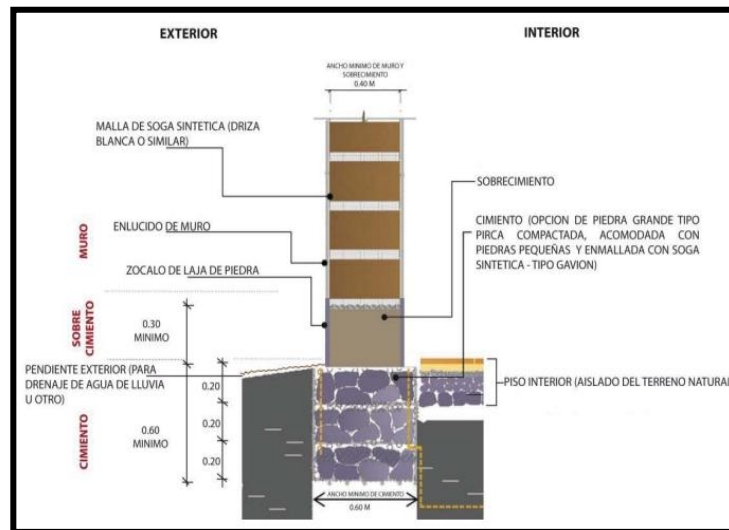 EXTERIOR
INTERIOR
ANCHO MINIMO DE MURO Y
SOBRECIMIENTO
0.40 M
MALLA DE SOGA SINTETICA (DRIZA
BLANCA O SIMILAR)
SOBRECIMIENTO
CIMIENTO (OPCION DE PIEDRA GRANDE TIPO
PIRCA COMPACTADA, ACOMODADA CON
PIEDRAS PEQUEÑAS Y ENMALLADA CON SOGA
SINTETICA - TIPO GAVION)
ENLUCIDO DE MURO
ZOCALO DE LAJA DE PIEDRA
MURO
SOBRE
CIMIENTO
0.30
MINIMO
PENDIENTE EXTERIOR (PARA
DRENAJE DE AGUA DE LLUVIA
U OTRO)
PISO INTERIOR (AISLADO DEL TERRENO NATURAL
CIMIENTO
0.60
MINIMO
0.20
0.20
0.20
ANCHO MINIMO DE CIMIENTO
0.60 M